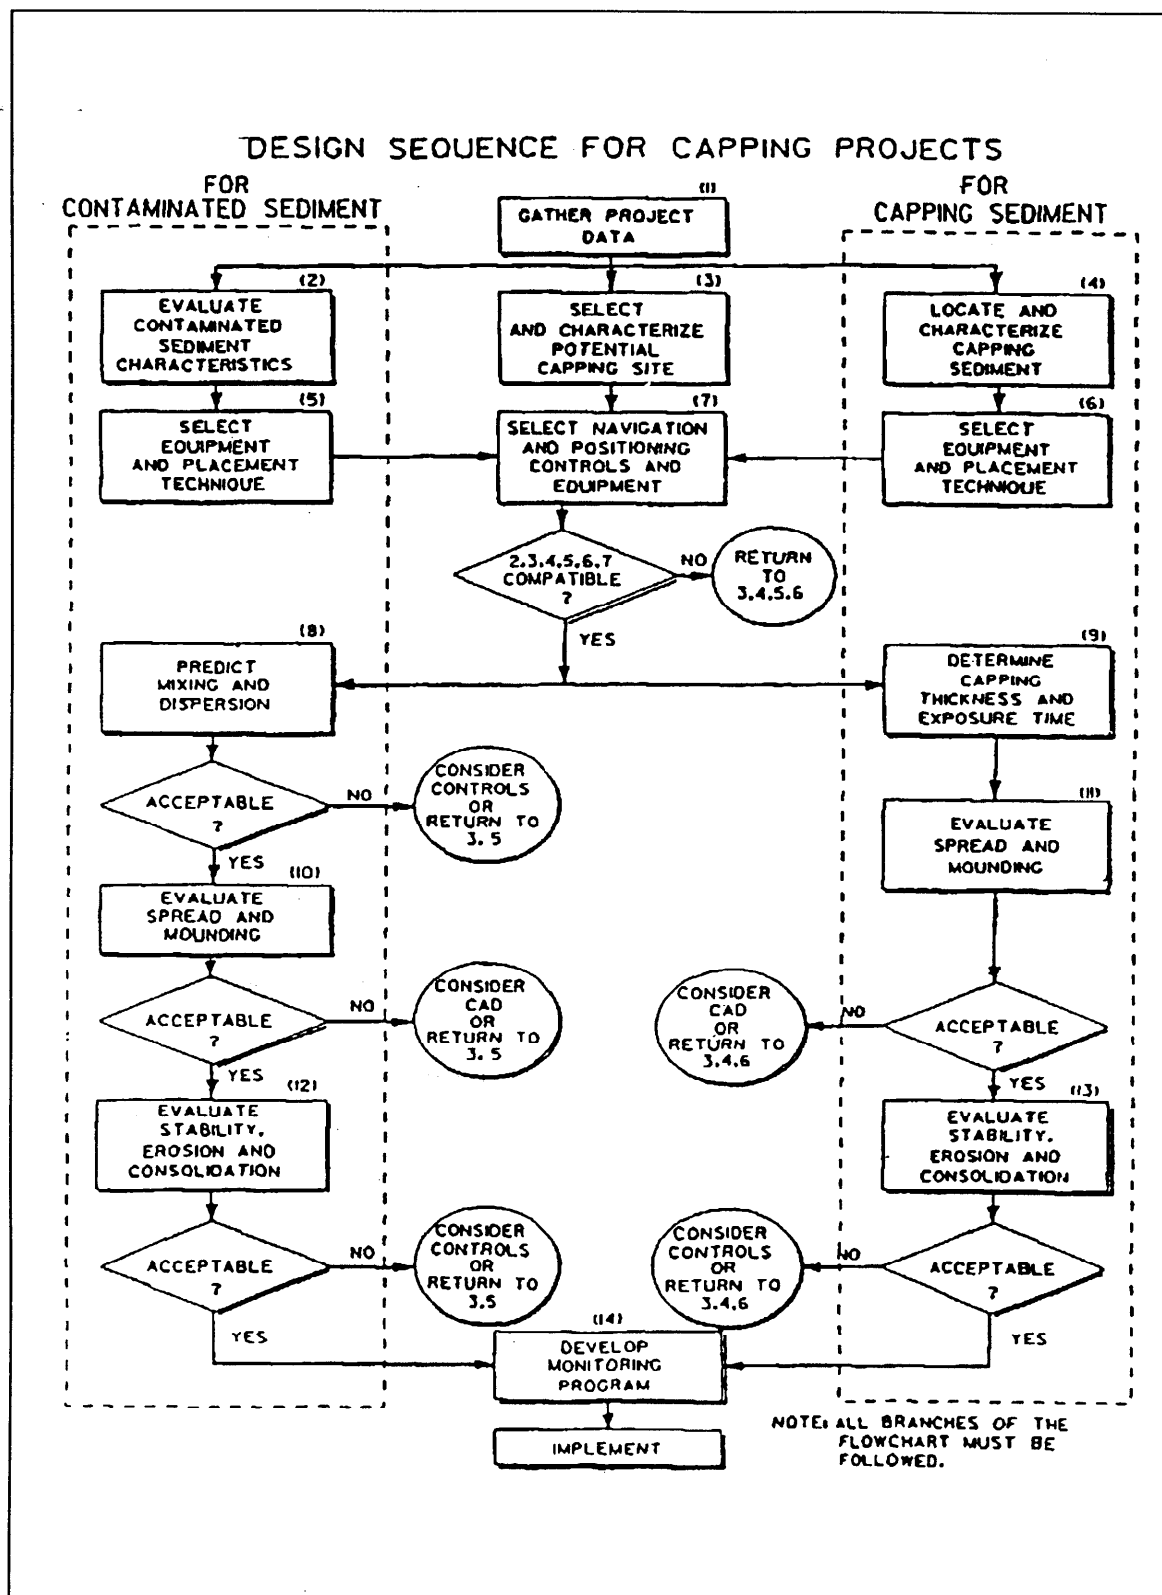 DESIGN SEQUENCE FOR CAPPING PROJECTS
FOR
CONTAMINATED SEDIMENT
FOR
CAPPING SEDIMENT
(1)
GATHER PROJECT
DATA
(2)
EVALUATE
CONTAMINATED
SEDIMENT
CHARACTERISTICS
(3)
SELECT
AND CHARACTERIZE
POTENTIAL
CAPPING SITE
(4)
LOCATE AND
CHARACTERIZE
CAPPING
SEDIMENT
(5)
SELECT
EQUIPMENT
AND PLACEMENT
TECHNIQUE
(7)
SELECT NAVIGATION
AND POSITIONING
CONTROLS AND
EQUIPMENT
(6)
SELECT
EQUIPMENT
AND PLACEMENT
TECHNIQUE
2.3.4.5.6.7
COMPATIBLE
?
NO
RETURN
TO
3.4.5.6
YES
(8)
PREDICT
MIXING AND
DISPERSION
(9)
DETERMINE
CAPPING
THICKNESS AND
EXPOSURE TIME
ACCEPTABLE
?
NO
CONSIDER
CONTROLS
OR
RETURN TO
3. 5
YES
(10)
EVALUATE
SPREAD AND
MOUNDING
(11)
EVALUATE
SPREAD AND
MOUNDING
ACCEPTABLE
?
NO
CONSIDER
CAD
OR
RETURN TO
3. 5
YES
CONSIDER
CAD
OR
RETURN TO
3.4.6
NO
ACCEPTABLE
?
YES
(12)
EVALUATE
STABILITY.
EROSION AND
CONSOLIDATION
(13)
EVALUATE
STABILITY.
EROSION AND
CONSOLIDATION
ACCEPTABLE
?
NO
CONSIDER
CONTROLS
OR
RETURN TO
3.5
YES
CONSIDER
CONTROLS
OR
RETURN TO
3.4.6
NO
ACCEPTABLE
?
YES
(14)
DEVELOP
MONITORING
PROGRAM
IMPLEMENT
NOTE: ALL BRANCHES OF THE
FLOWCHART MUST BE
FOLLOWED.